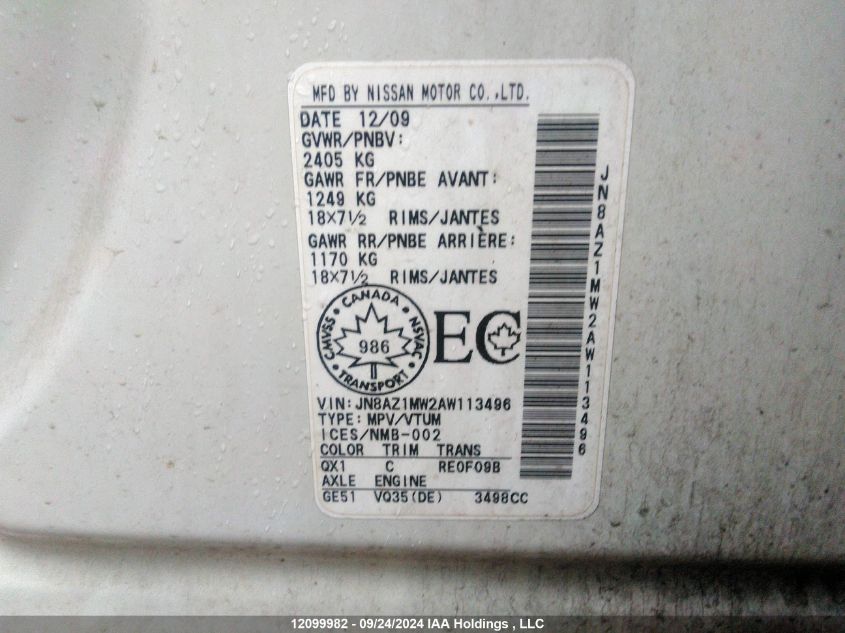 MFD BY NISSAN MOTOR CO.,LTD.
DATE 12/09
GVWR/PNBV:
2405 KG
GAWR FR/PNBE AVANT:
1249 KG
18×7½ RIMS/JANTES
GAWR RR/PNBE ARRIÈRE:
1170 KG
18×7½ RIMS/JANTES
CANADA
CMVSS
NSVAC
986
TRANSPORT
EC
VIN:JN8AZ1MW2AW113496
TYPE:MPV/VTUM
ICES/NMB-002
COLOR TRIM TRANS
QX1 C RE0F09B
AXLE ENGINE
GE51 VQ35(DE) 3498CC
JN8AZ1MW2AW113496
12099982 - 09/24/2024 IAA Holdings , LLC